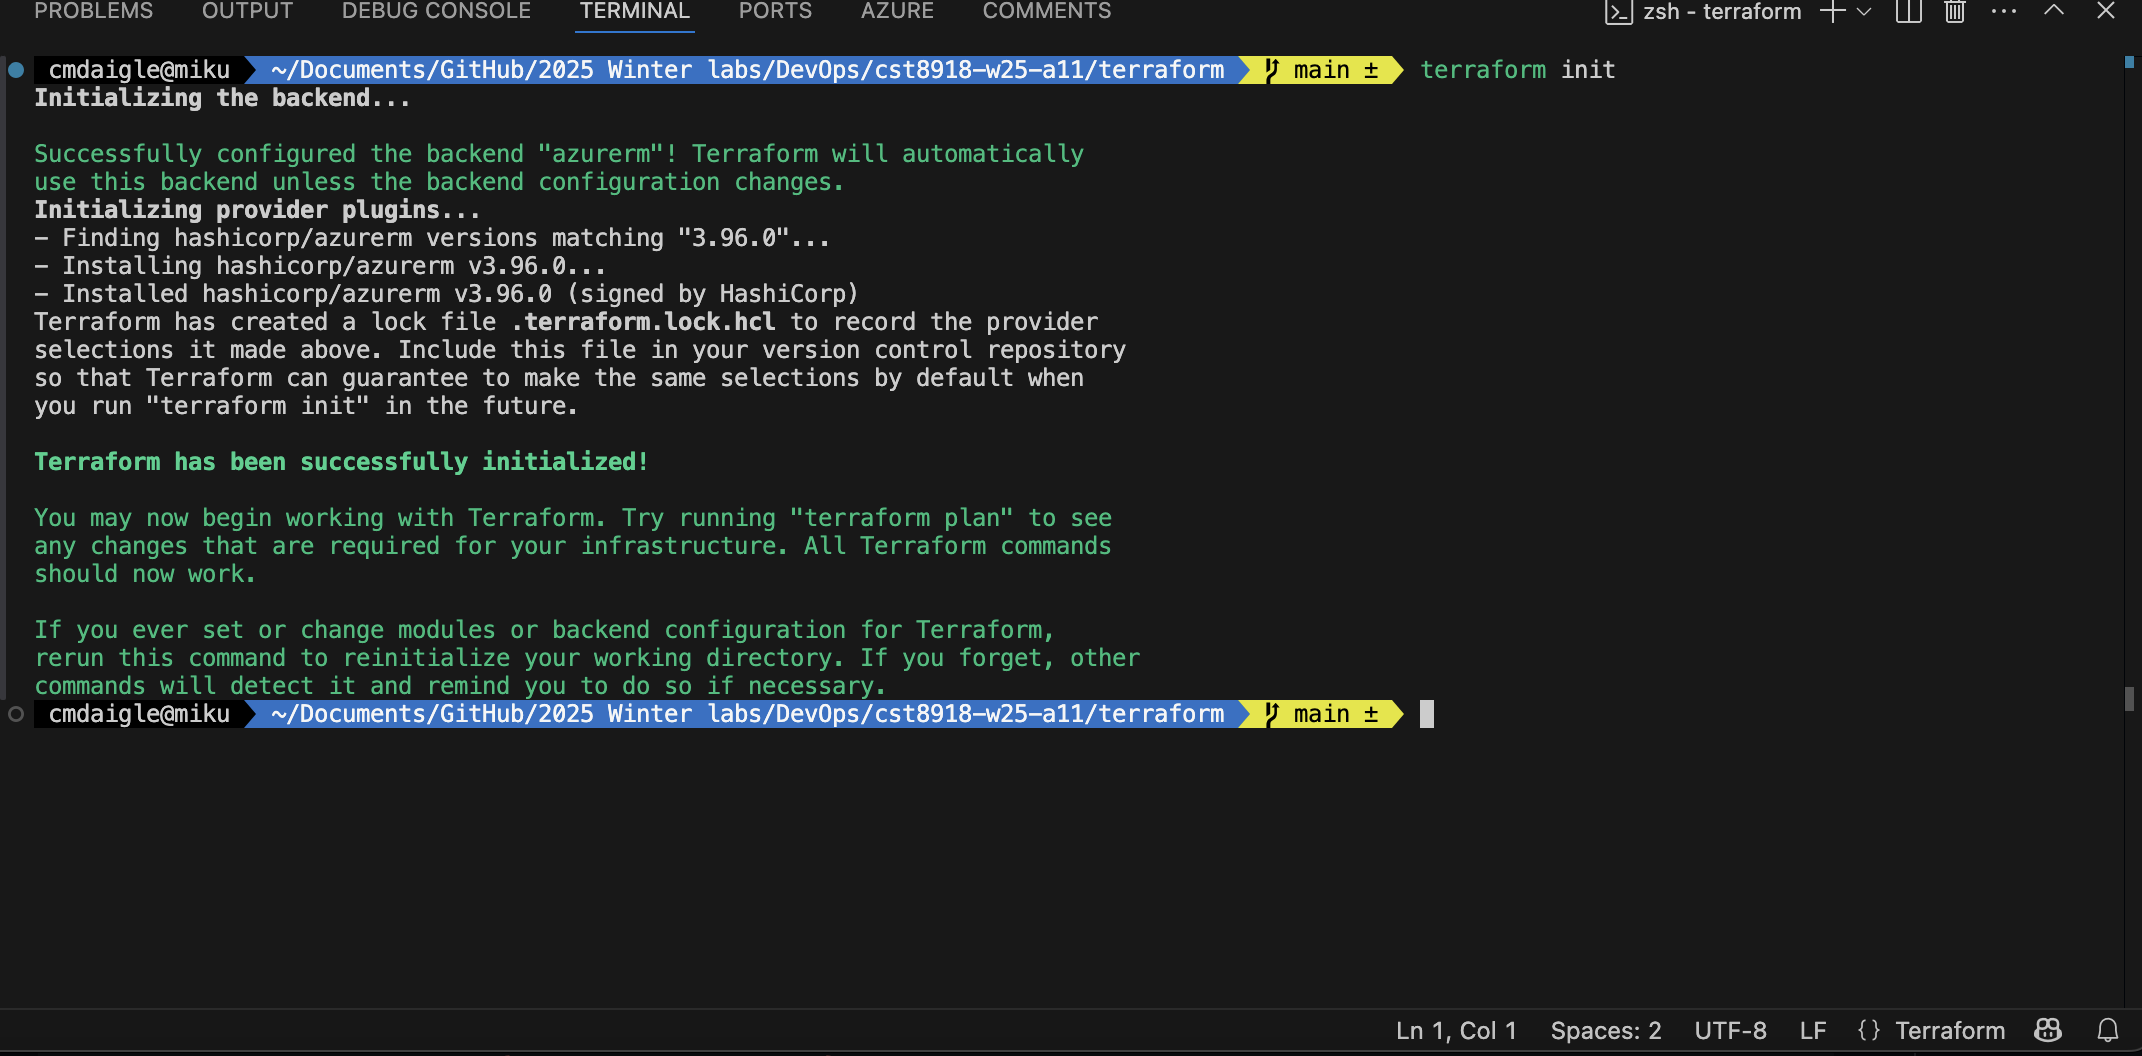 PROBLEMS OUTPUT DEBUG CONSOLE TERMINAL PORTS AZURE COMMENTS zsh - terraform
cmdaigle@miku ~/Documents/GitHub/2025 Winter labs/DevOps/cst8918-w25-a11/terraform main ± terraform init
Initializing the backend...
Successfully configured the backend "azurerm"! Terraform will automatically
use this backend unless the backend configuration changes.
Initializing provider plugins...
- Finding hashicorp/azurerm versions matching "3.96.0"...
- Installing hashicorp/azurerm v3.96.0...
- Installed hashicorp/azurerm v3.96.0 (signed by HashiCorp)
Terraform has created a lock file .terraform.lock.hcl to record the provider
selections it made above. Include this file in your version control repository
so that Terraform can guarantee to make the same selections by default when
you run "terraform init" in the future.
Terraform has been successfully initialized!
You may now begin working with Terraform. Try running "terraform plan" to see
any changes that are required for your infrastructure. All Terraform commands
should now work.
If you ever set or change modules or backend configuration for Terraform,
rerun this command to reinitialize your working directory. If you forget, other
commands will detect it and remind you to do so if necessary.
cmdaigle@miku ~/Documents/GitHub/2025 Winter labs/DevOps/cst8918-w25-a11/terraform main ±
Ln 1, Col 1 Spaces: 2 UTF-8 LF {} Terraform